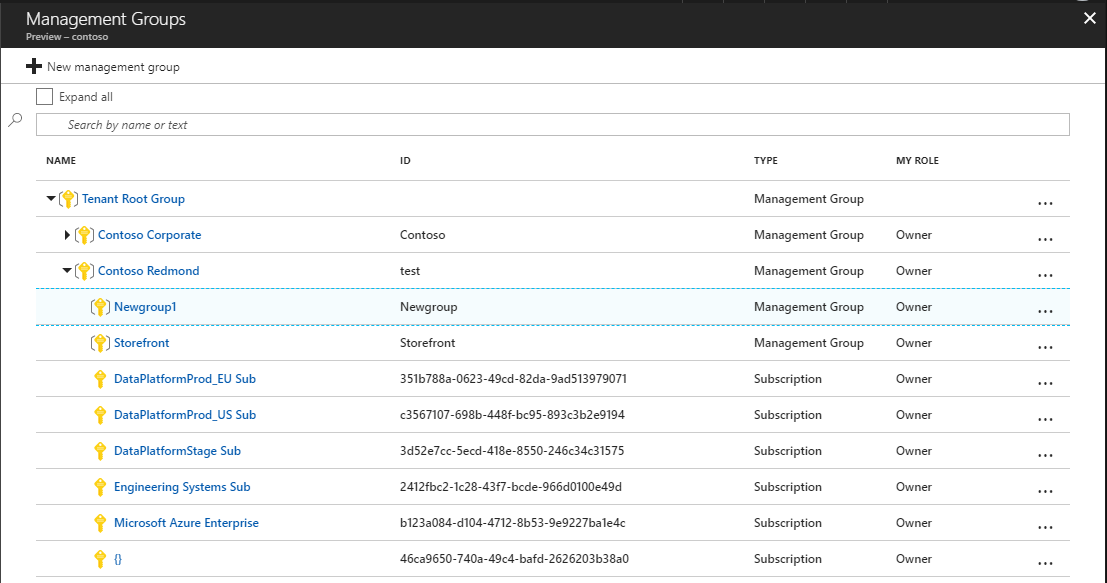 Management Groups
Preview – contoso
New management group
Expand all
Search by name or text
NAME ID TYPE MY ROLE
Tenant Root Group Management Group ...
Contoso Corporate Contoso Management Group Owner ...
Contoso Redmond test Management Group Owner ...
Newgroup1 Newgroup Management Group Owner ...
Storefront Storefront Management Group Owner ...
DataPlatformProd_EU Sub 351b788a-0623-49cd-82da-9ad513979071 Subscription Owner ...
DataPlatformProd_US Sub c3567107-698b-448f-bc95-893c3b2e9194 Subscription Owner ...
DataPlatformStage Sub 3d52e7cc-5ecd-418e-8550-246c34c31575 Subscription Owner ...
Engineering Systems Sub 2412fbc2-1c28-43f7-bcde-966d0100e49d Subscription Owner ...
Microsoft Azure Enterprise b123a084-d104-4712-8b53-9e9227ba1e4c Subscription Owner ...
{} 46ca9650-740a-49c4-bafd-2626203b38a0 Subscription Owner ...